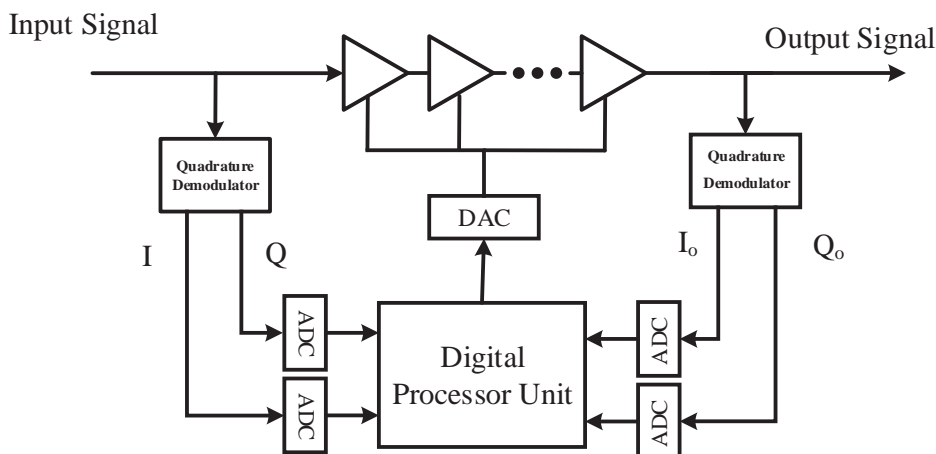 Input Signal
Output Signal
Quadrature
Demodulator
Quadrature
Demodulator
DAC
I
Q
Iₒ
Qₒ
ADC
ADC
Digital
Processor Unit
ADC
ADC